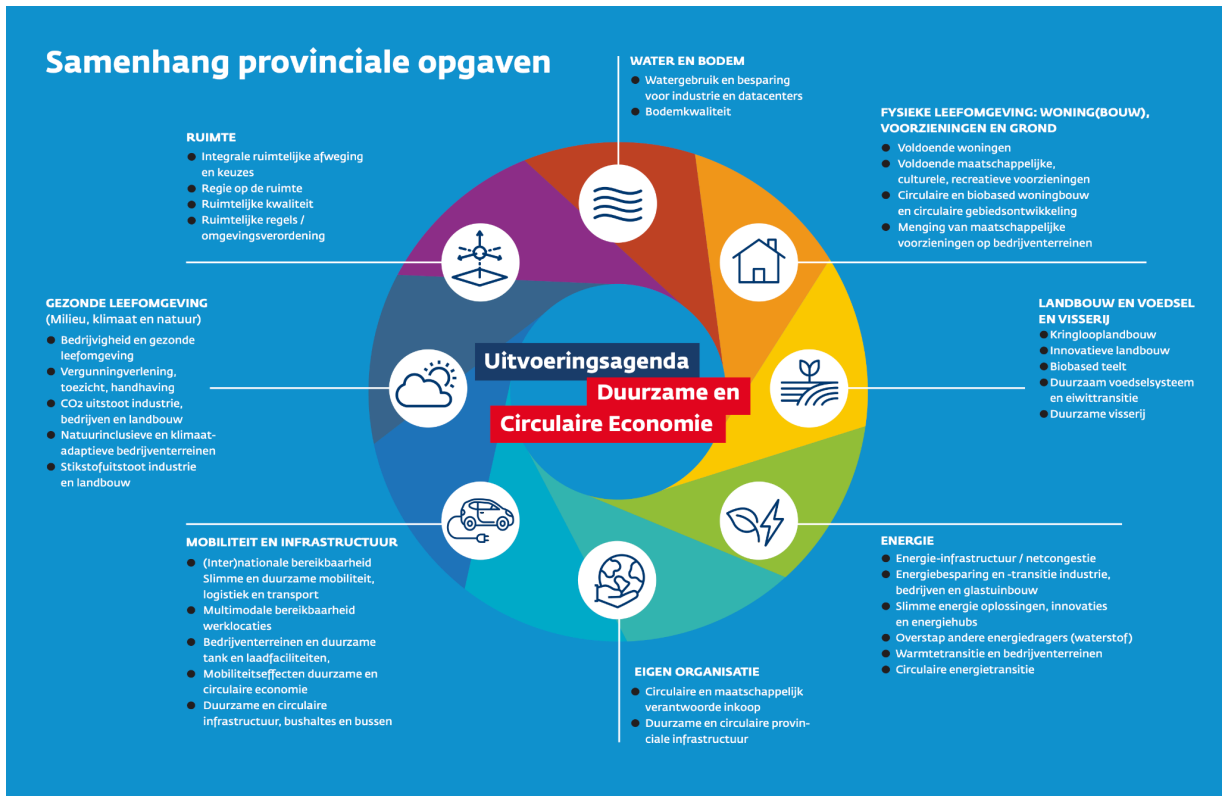 Samenhang provinciale opgaven
WATER EN BODEM
● Watergebruik en besparing
voor industrie en datacenters
● Bodemkwaliteit
FYSIEKE LEEFOMGEVING: WONING(BOUW),
VOORZIENINGEN EN GROND
● Voldoende woningen
● Voldoende maatschappelijke,
culturele, recreatieve voorzieningen
● Circulaire en biobased woningbouw
en circulaire gebiedsontwikkeling
● Menging van maatschappelijke
voorzieningen op bedrijventerreinen
LANDBOUW EN VOEDSEL
EN VISSERIJ
● Kringlooplandbouw
● Innovatieve landbouw
● Biobased teelt
● Duurzaam voedselsysteem
en eiwittransitie
● Duurzame visserij
ENERGIE
● Energie-infrastructuur / netcongestie
● Energiebesparing en -transitie industrie,
bedrijven en glastuinbouw
● Slimme energie oplossingen, innovaties
en energiehubs
● Overstap andere energiedragers (waterstof)
● Warmtetransitie en bedrijventerreinen
● Circulaire energietransitie
EIGEN ORGANISATIE
● Circulaire en maatschappelijk
verantwoorde inkoop
● Duurzame en circulaire provin-
ciale infrastructuur
MOBILITEIT EN INFRASTRUCTUUR
● (Inter)nationale bereikbaarheid
Slimme en duurzame mobiliteit,
logistiek en transport
● Multimodale bereikbaarheid
werklocaties
● Bedrijventerreinen en duurzame
tank en laadfaciliteiten,
● Mobiliteitseffecten duurzame en
circulaire economie
● Duurzame en circulaire
infrastructuur, bushaltes en bussen
GEZONDE LEEFOMGEVING
(Milieu, klimaat en natuur)
● Bedrijvigheid en gezonde
leefomgeving
● Vergunningverlening,
toezicht, handhaving
● CO2 uitstoot industrie,
bedrijven en landbouw
● Natuurinclusieve en klimaat-
adaptieve bedrijventerreinen
● Stikstofuitstoot industrie
en landbouw
RUIMTE
● Integrale ruimtelijke afweging
en keuzes
● Regie op de ruimte
● Ruimtelijke kwaliteit
● Ruimtelijke regels /
omgevingsverordening
Uitvoeringsagenda
Duurzame en
Circulaire Economie